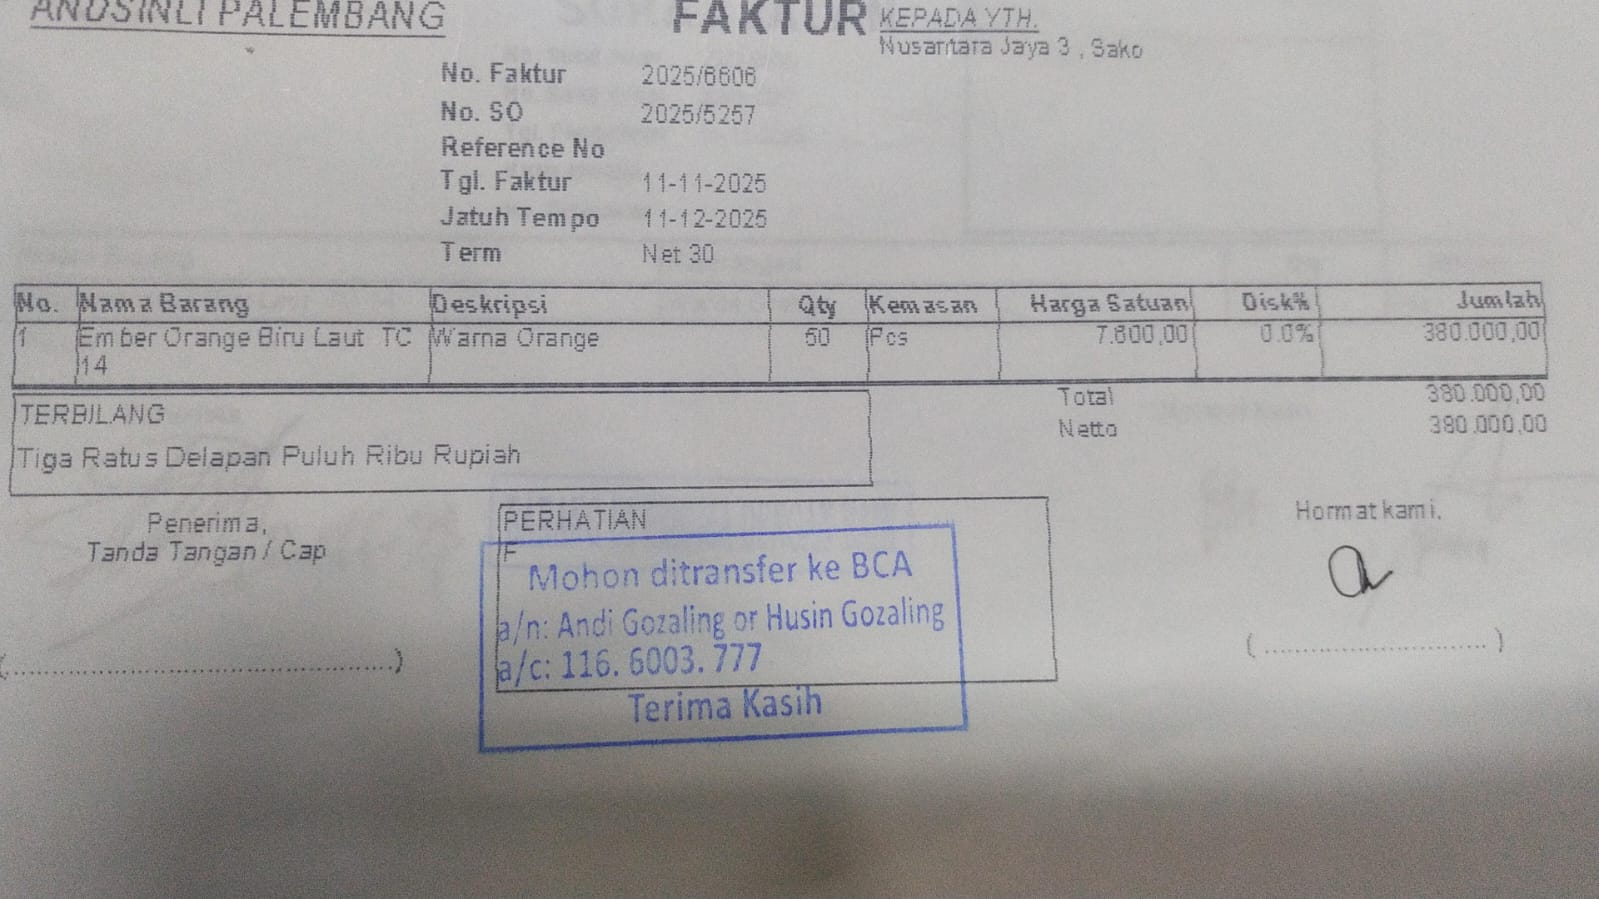 ANDSINLI PALEMBANG
FAKTUR
KEPADA YTH.
Nusantara Jaya 3 , Sako
No. Faktur 2025/6606
No. SO 2025/5257
Reference No
Tgl. Faktur 11-11-2025
Jatuh Tempo 11-12-2025
Term Net 30
No. Nama Barang Deskripsi Qty Kemasan Harga Satuan Disk% Jumlah
1 Ember Orange Biru Laut TC Warna Orange 50 Pcs 7.600,00 0.0% 380.000,00
14
Total 380.000,00
Netto 380.000,00
TERBILANG
Tiga Ratus Delapan Puluh Ribu Rupiah
Penerima,
Tanda Tangan / Cap
(................................................)
PERHATIAN
F
Mohon ditransfer ke BCA
a/n: Andi Gozaling or Husin Gozaling
a/c: 116. 6003. 777
Terima Kasih
Hormat kami,
(................................)